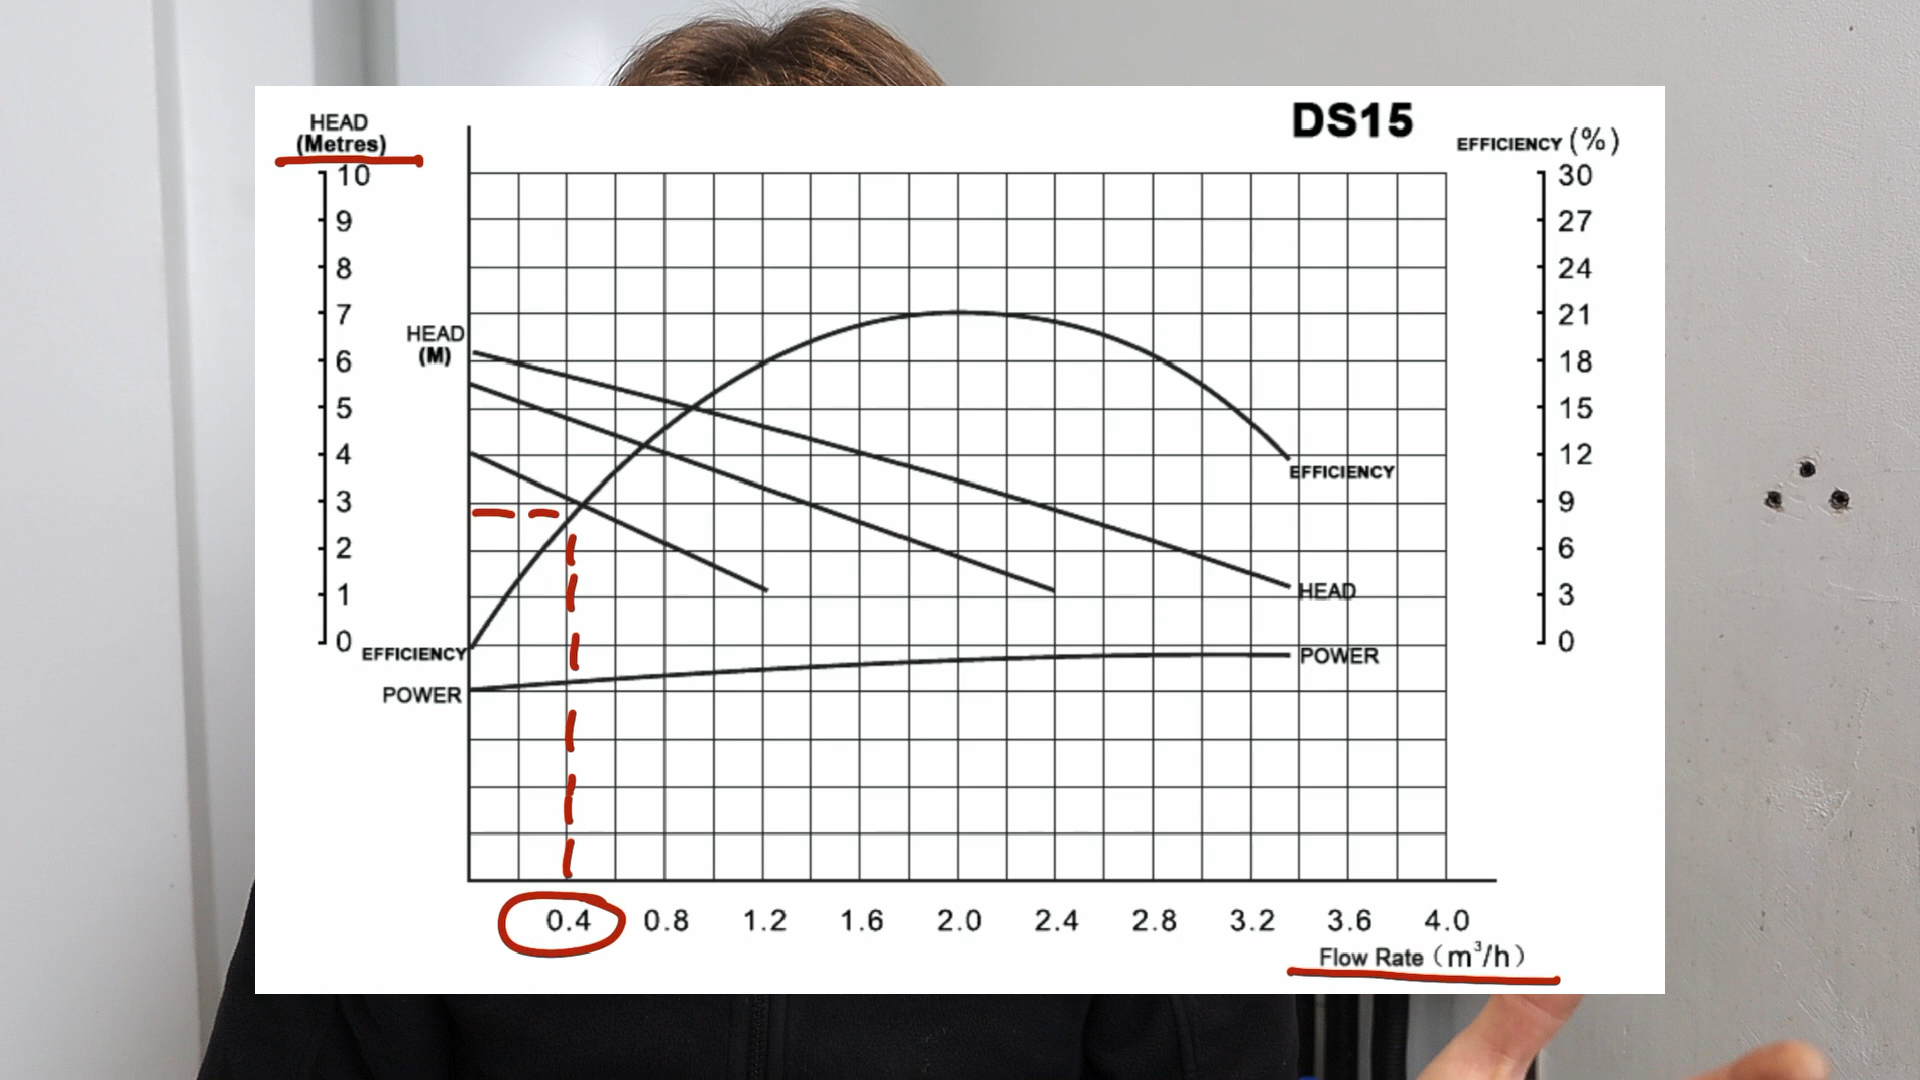 DS15
HEAD
(Metres)
EFFICIENCY (%)
10
9
8
7
6
5
4
3
2
1
0
30
27
24
21
18
15
12
9
6
3
0
HEAD
(M)
EFFICIENCY
HEAD
EFFICIENCY
POWER
POWER
0.4 0.8 1.2 1.6 2.0 2.4 2.8 3.2 3.6 4.0
Flow Rate (m³/h)